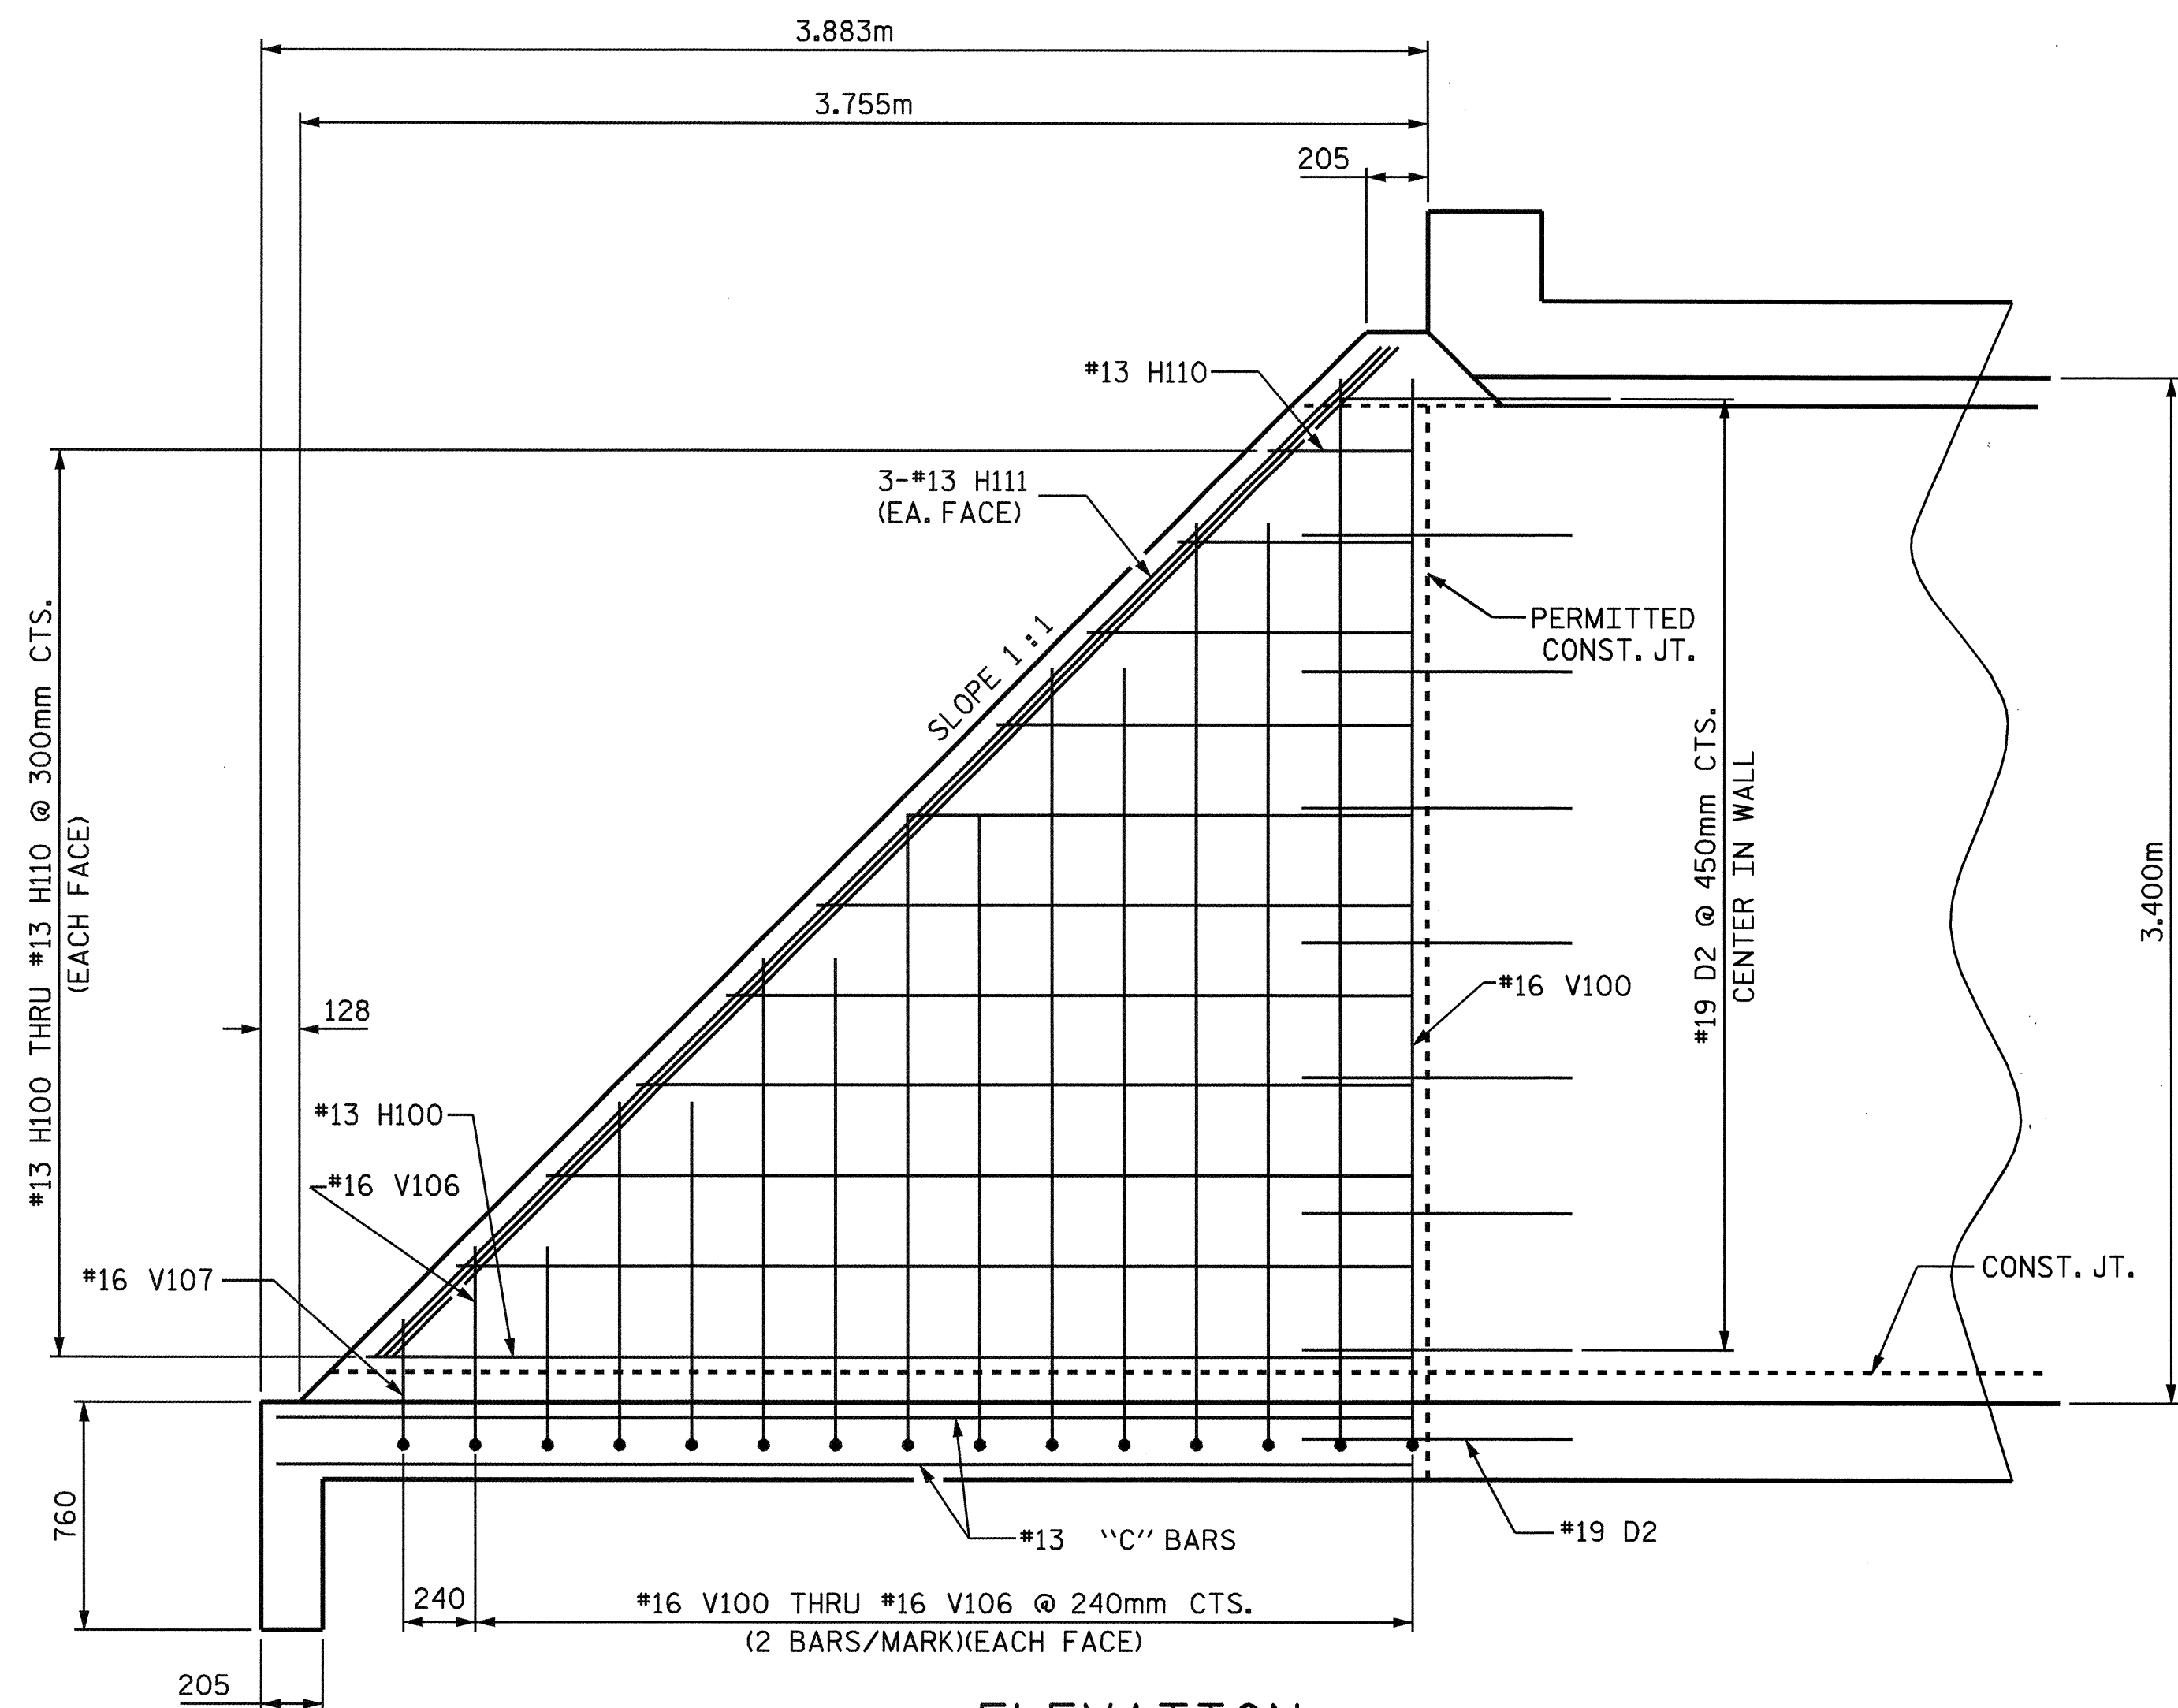 3.883m
3.755m
205
#13 H110
3-#13 H111
(EA. FACE)
SLOPE 1 : 1
PERMITTED
CONST. JT.
#13 H100 THRU #13 H110 @ 300mm CTS.
(EACH FACE)
#19 D2 @ 450mm CTS.
CENTER IN WALL
3.400m
#16 V100
128
#13 H100
#16 V106
#16 V107
CONST. JT.
760
#13 "C" BARS
#19 D2
240
#16 V100 THRU #16 V106 @ 240mm CTS.
(2 BARS/MARK)(EACH FACE)
205
ELEVATION